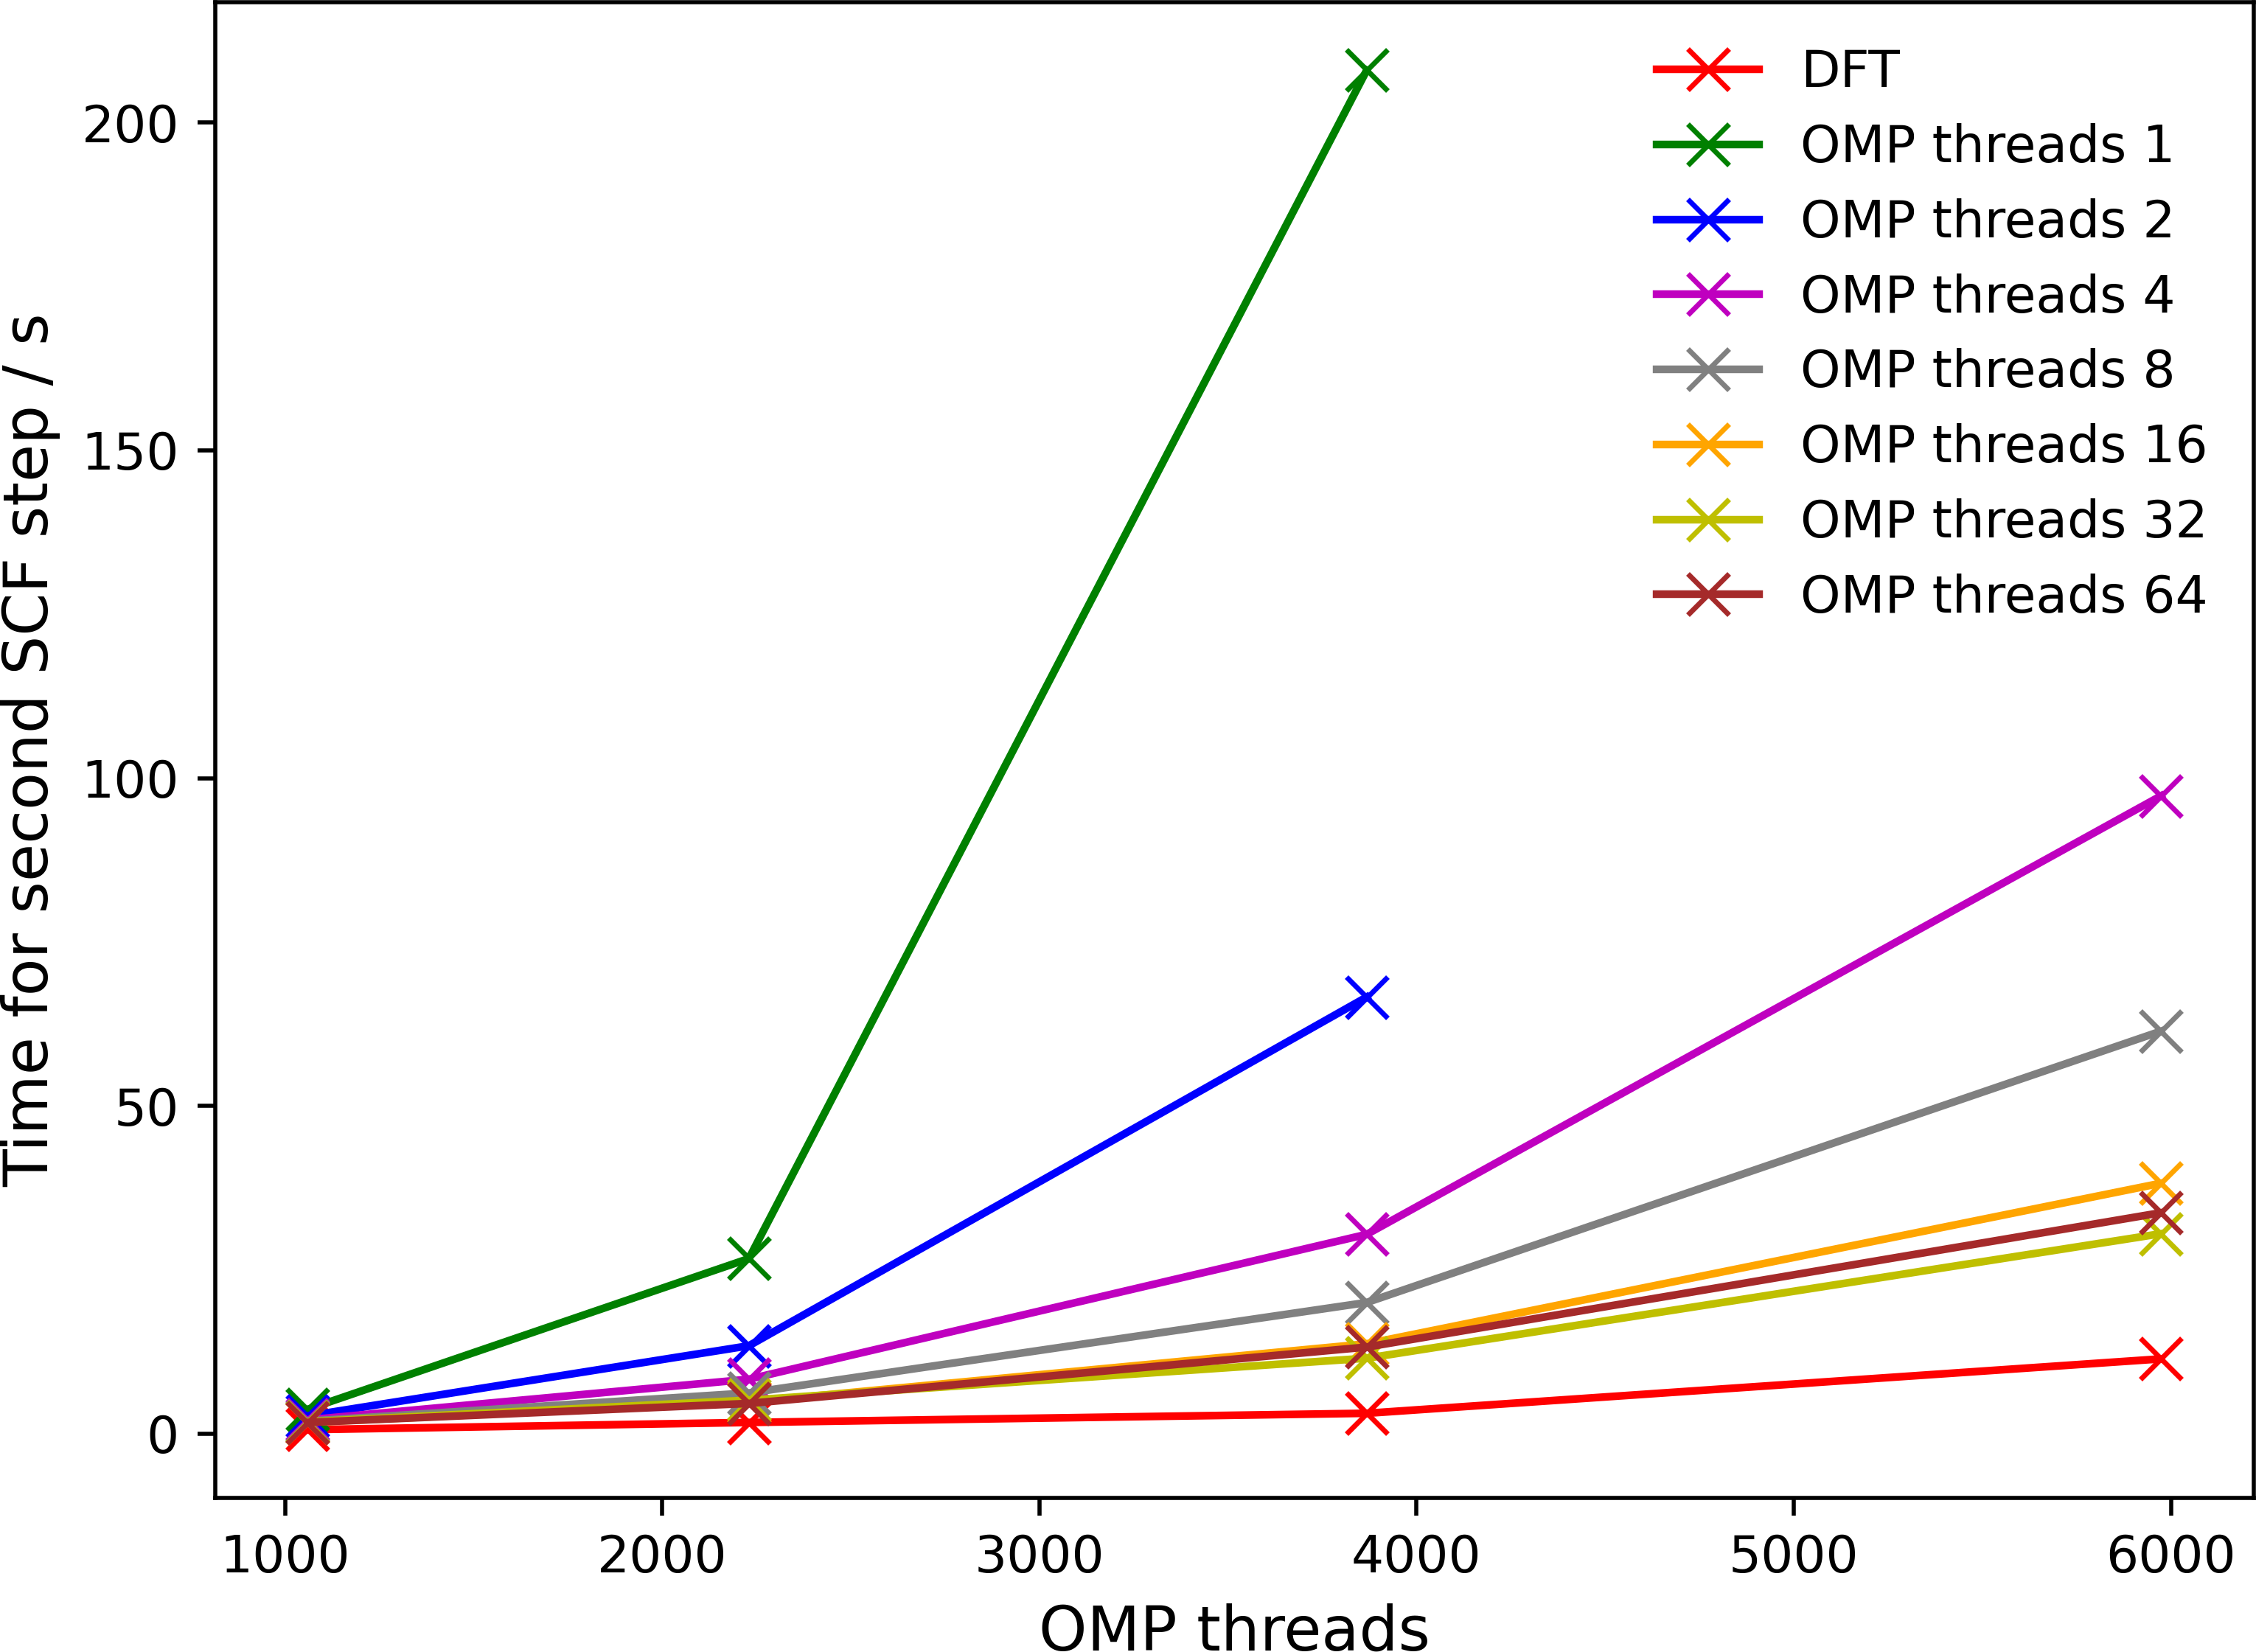 DFT
OMP threads 1
OMP threads 2
OMP threads 4
OMP threads 8
OMP threads 16
OMP threads 32
OMP threads 64
Time for second SCF step / s
200
150
100
50
0
1000 2000 3000 4000 5000 6000
OMP threads